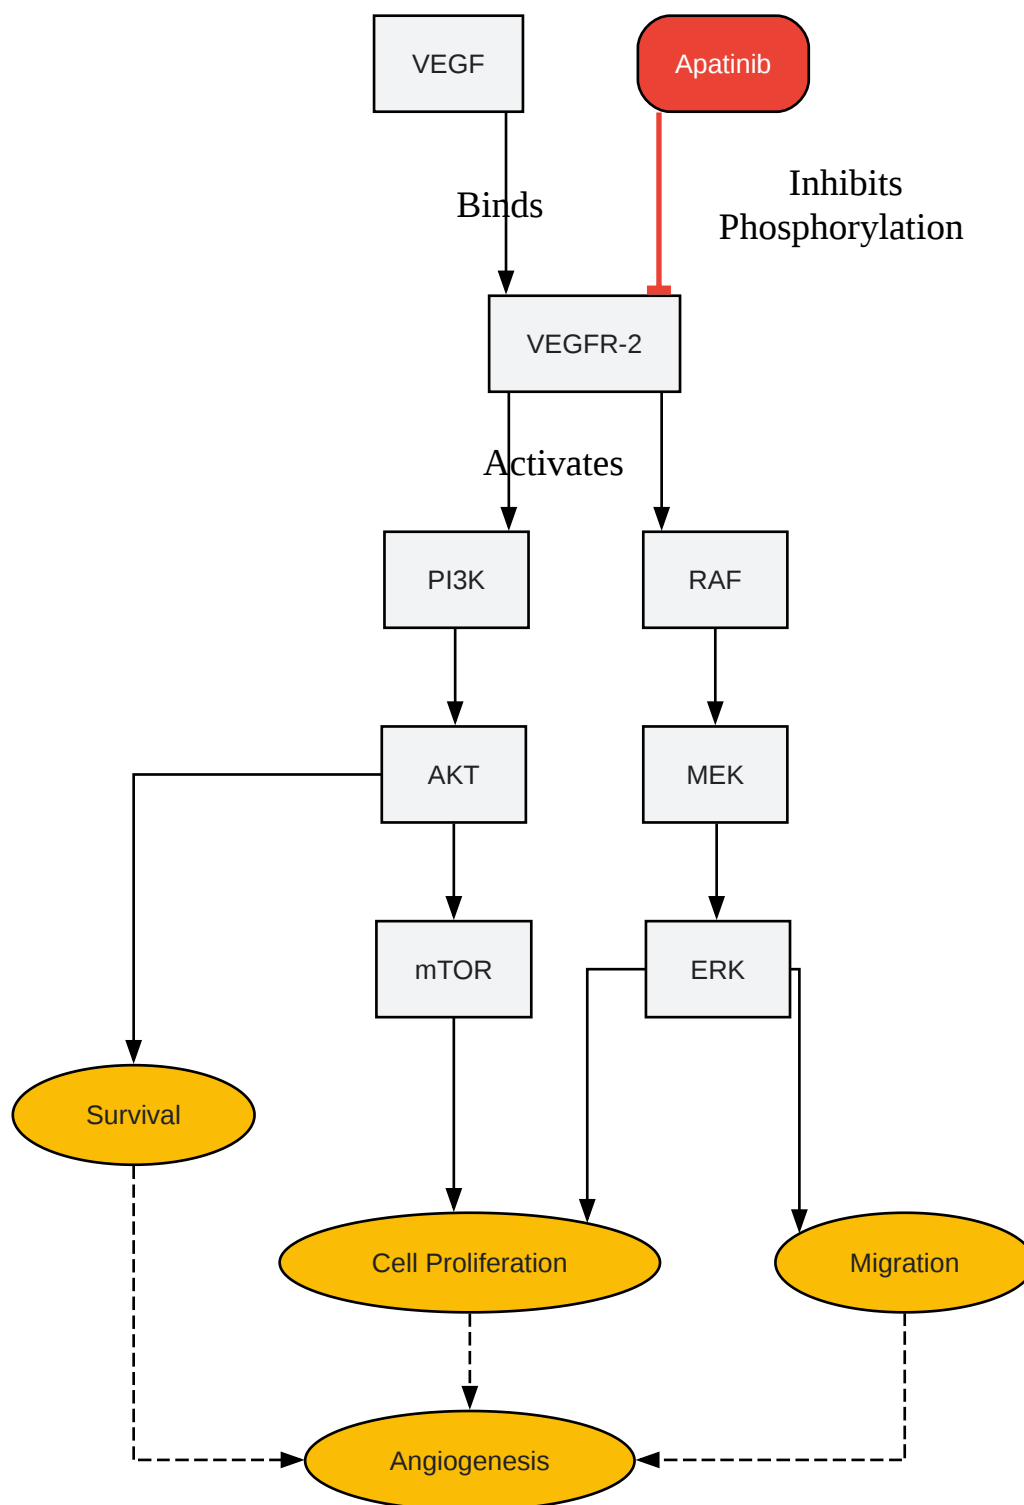 VEGF
Apatinib
Binds
Inhibits
Phosphorylation
VEGFR-2
Activates
PI3K
RAF
AKT
MEK
mTOR
ERK
Survival
Cell Proliferation
Migration
Angiogenesis